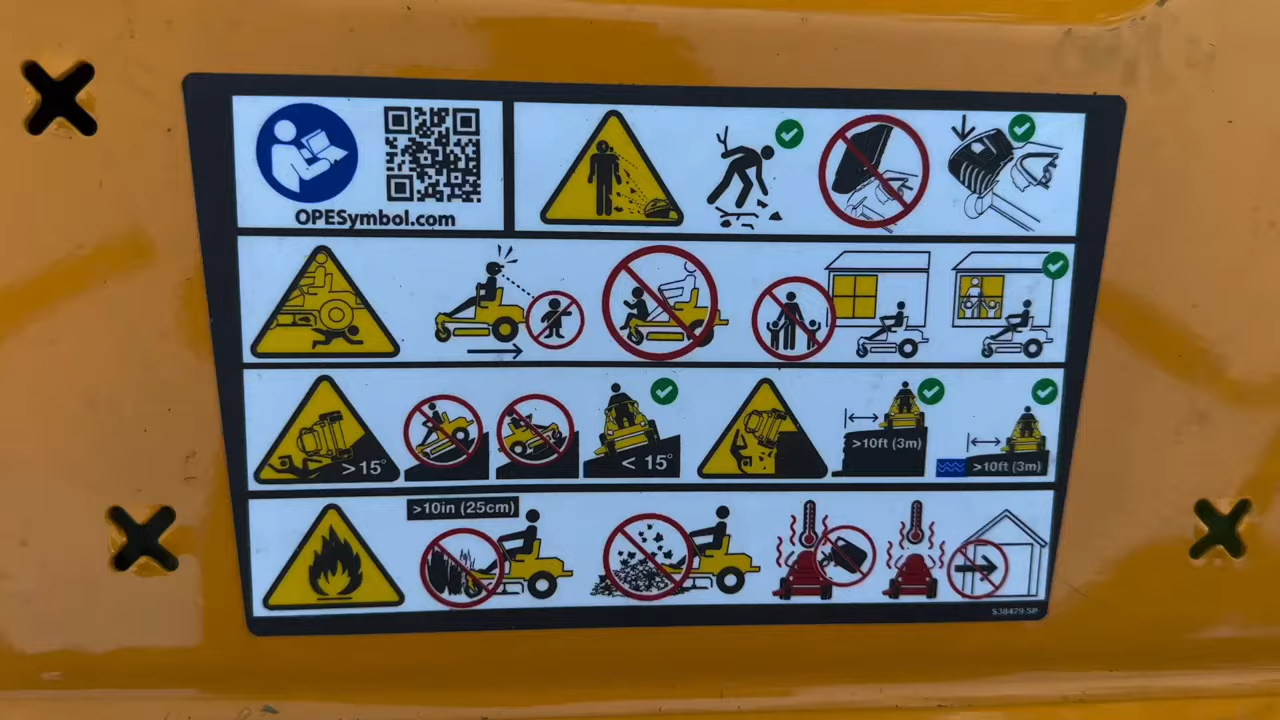 OPESymbol.com
>15°
<15°
>10ft (3m)
>10ft (3m)
>10in (25cm)
S38479 SP